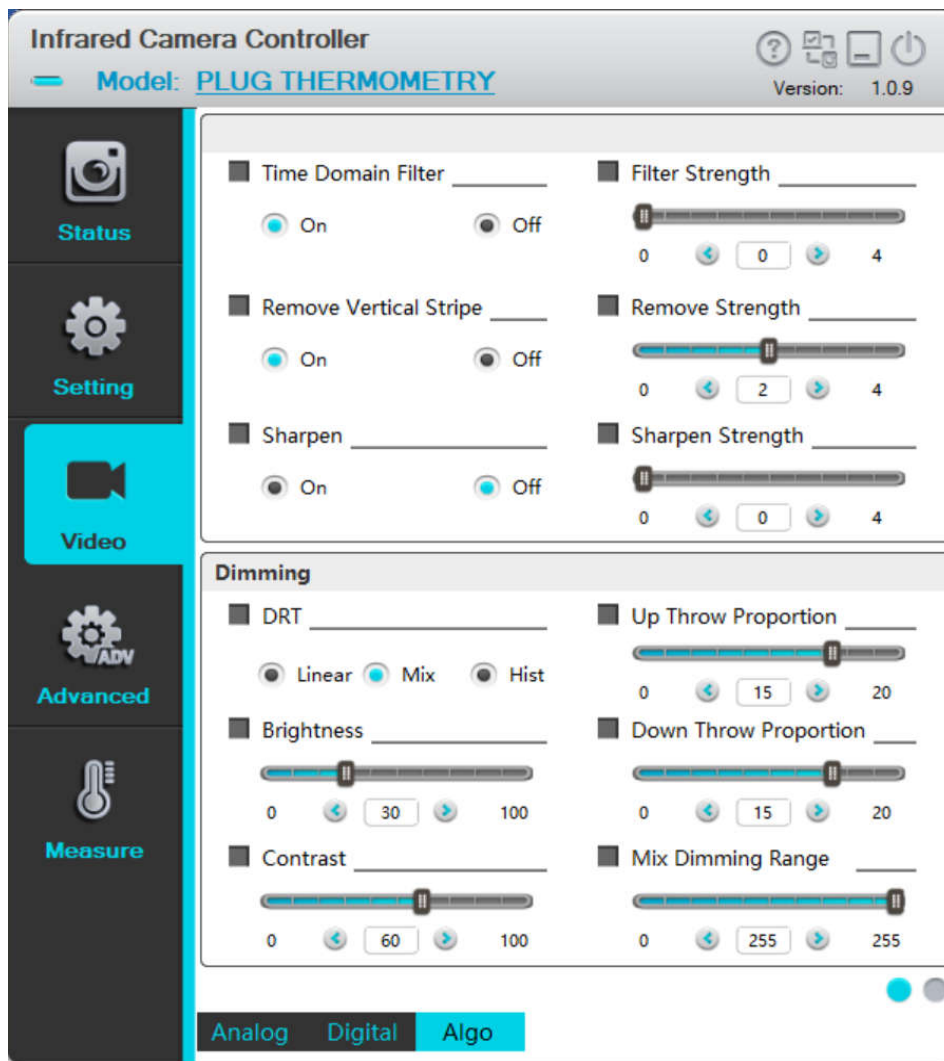 Infrared Camera Controller
Model: PLUG THERMOMETRY
Version: 1.0.9
Status
Setting
Video
ADV
Advanced
Measure
Time Domain Filter
On Off
Filter Strength
0 0 4
Remove Vertical Stripe
On Off
Remove Strength
0 2 4
Sharpen
On Off
Sharpen Strength
0 0 4
Dimming
DRT
Linear Mix Hist
Up Throw Proportion
0 15 20
Brightness
0 30 100
Down Throw Proportion
0 15 20
Contrast
0 60 100
Mix Dimming Range
0 255 255
Analog Digital Algo